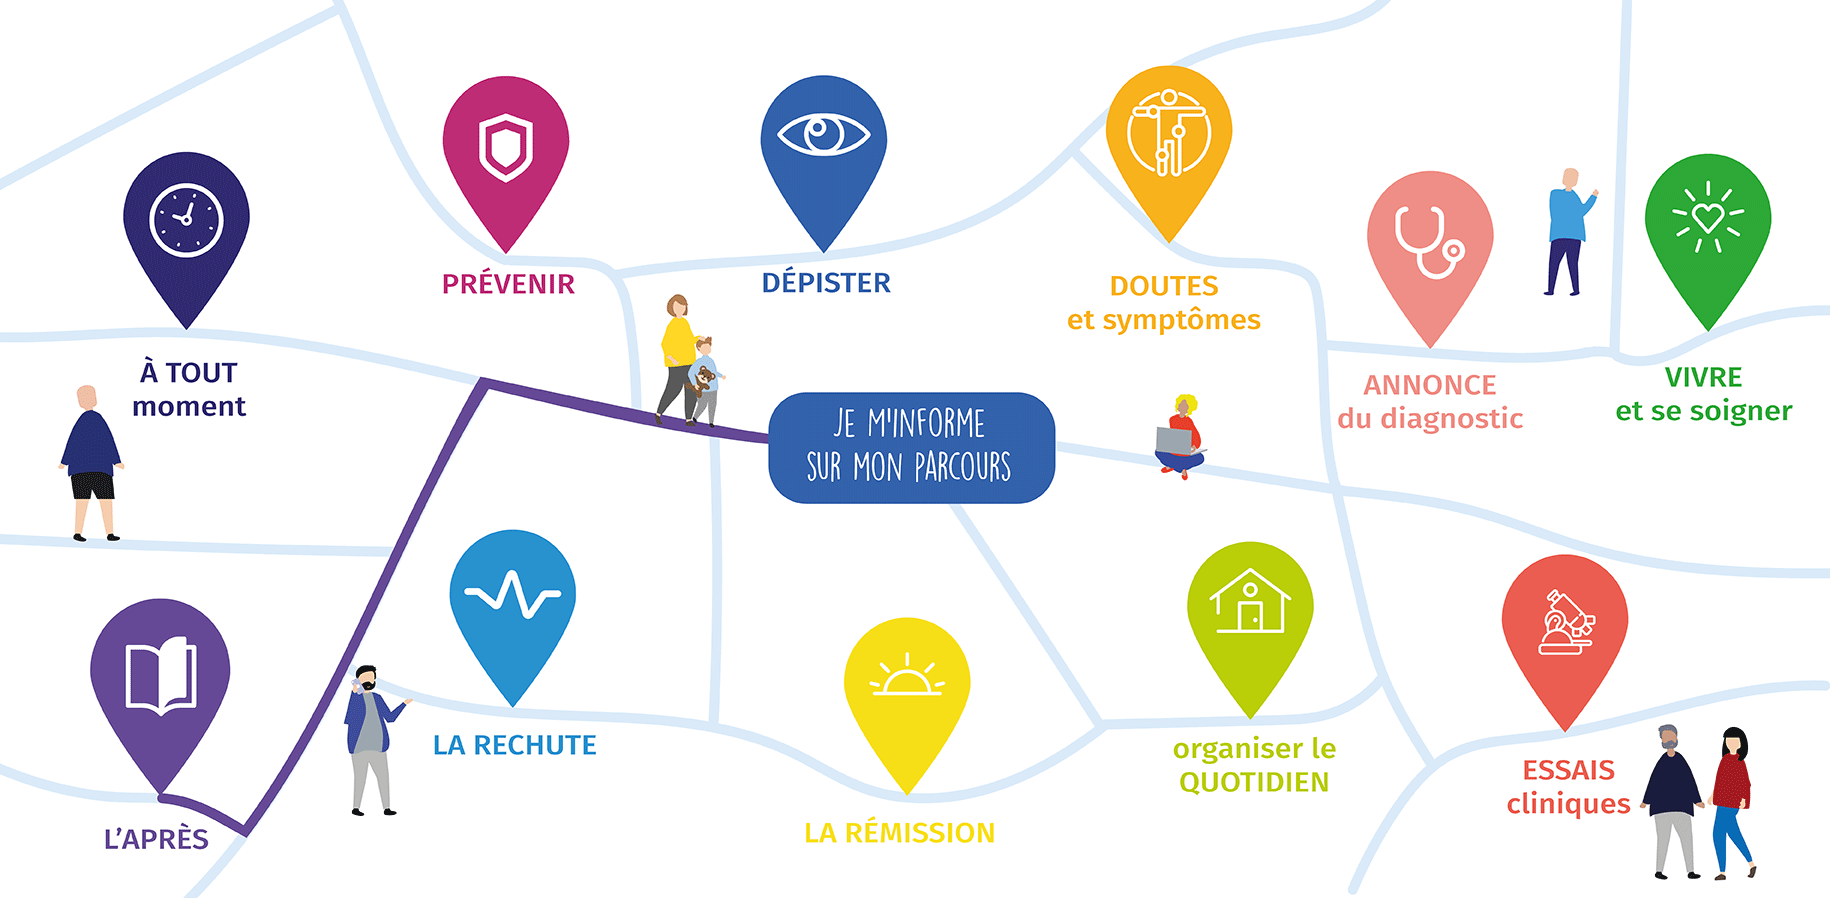 PRÉVENIR
DÉPISTER
DOUTES
et symptômes
À TOUT
moment
ANNONCE
du diagnostic
VIVRE
et se soigner
JE M'INFORME
SUR MON PARCOURS
LA RECHUTE
organiser le
QUOTIDIEN
ESSAIS
cliniques
L'APRÈS
LA RÉMISSION